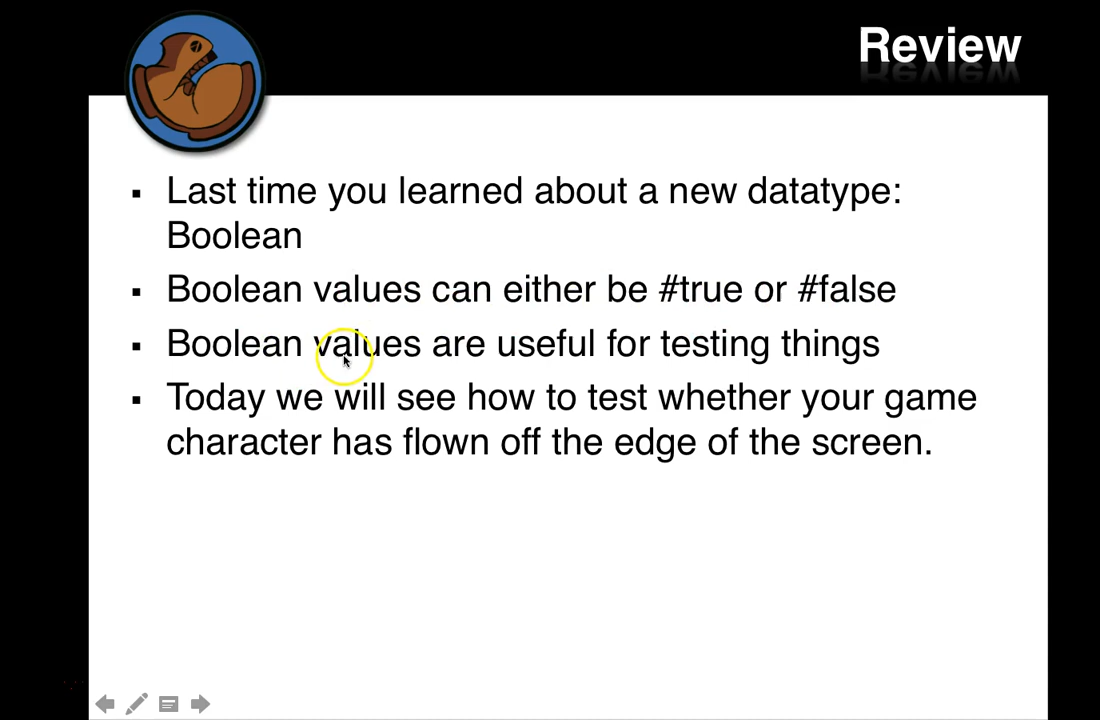 Review
▪ Last time you learned about a new datatype:
Boolean
▪ Boolean values can either be #true or #false
▪ Boolean values are useful for testing things
▪ Today we will see how to test whether your game
character has flown off the edge of the screen.